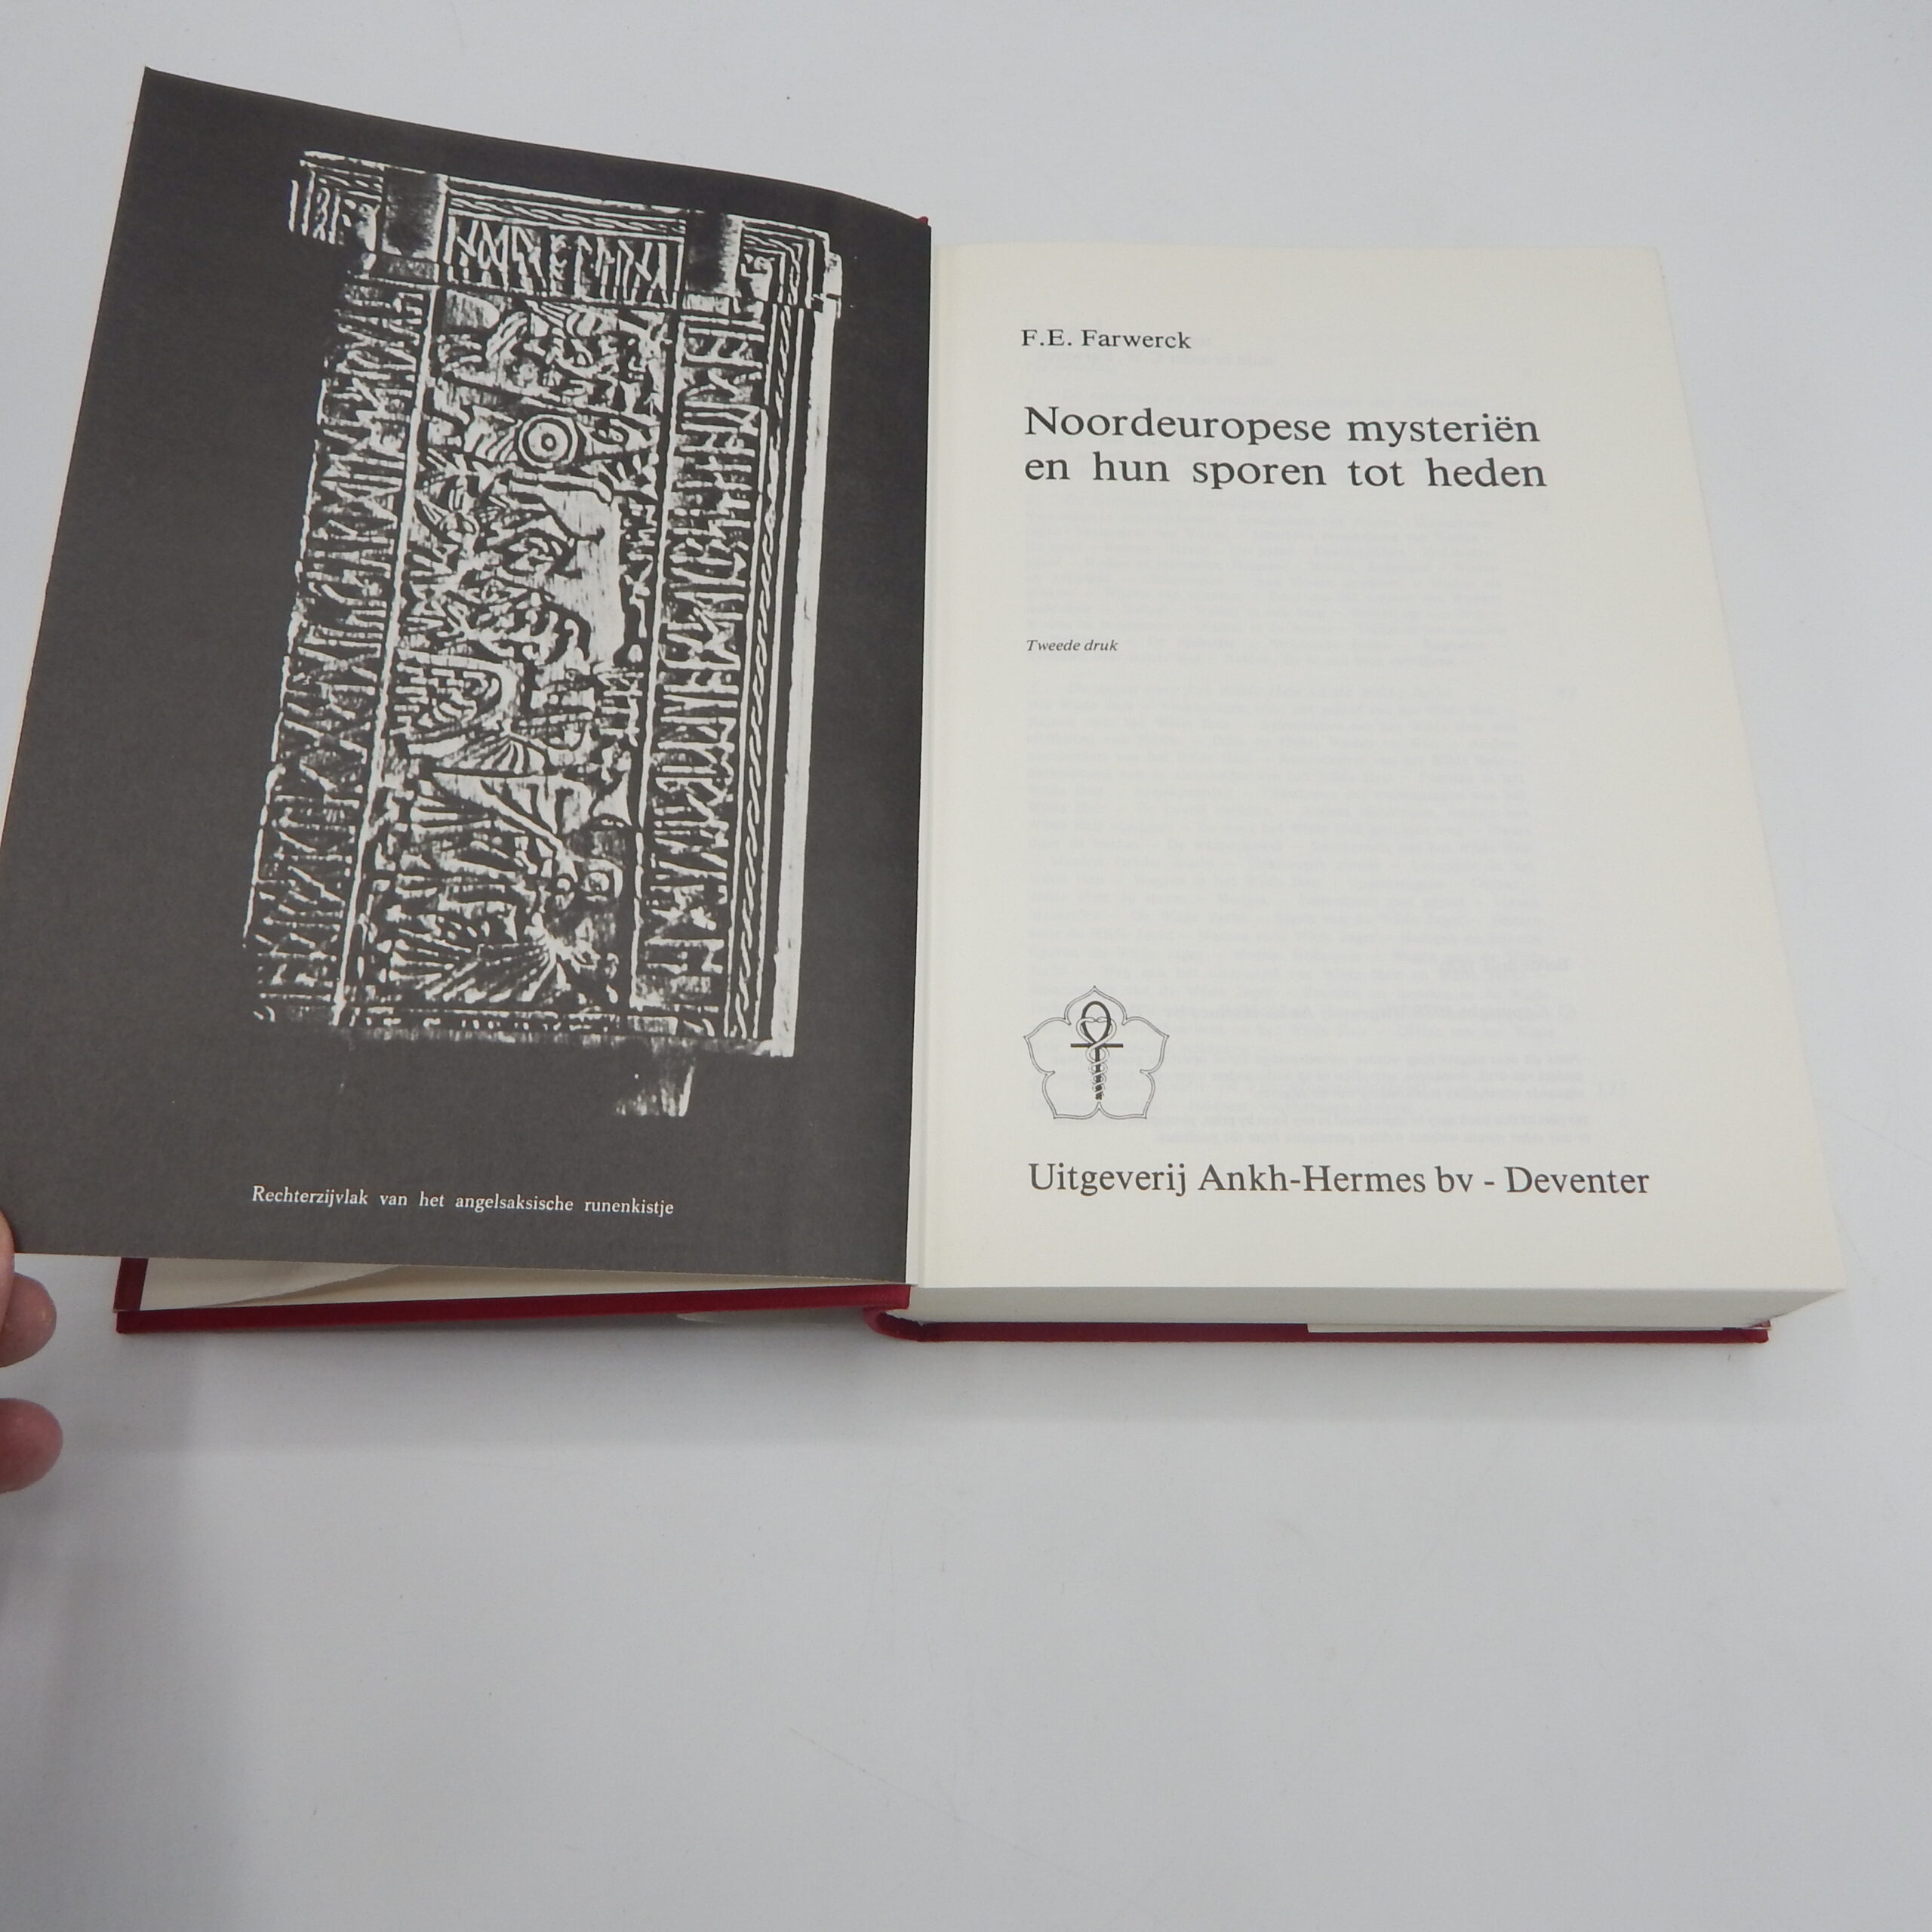 Rechterzijvlak van het angelsaksische runenkistje
F.E. Farwerck
Noordeuropese mysteriën
en hun sporen tot heden
Tweede druk
Uitgeverij Ankh-Hermes bv - Deventer